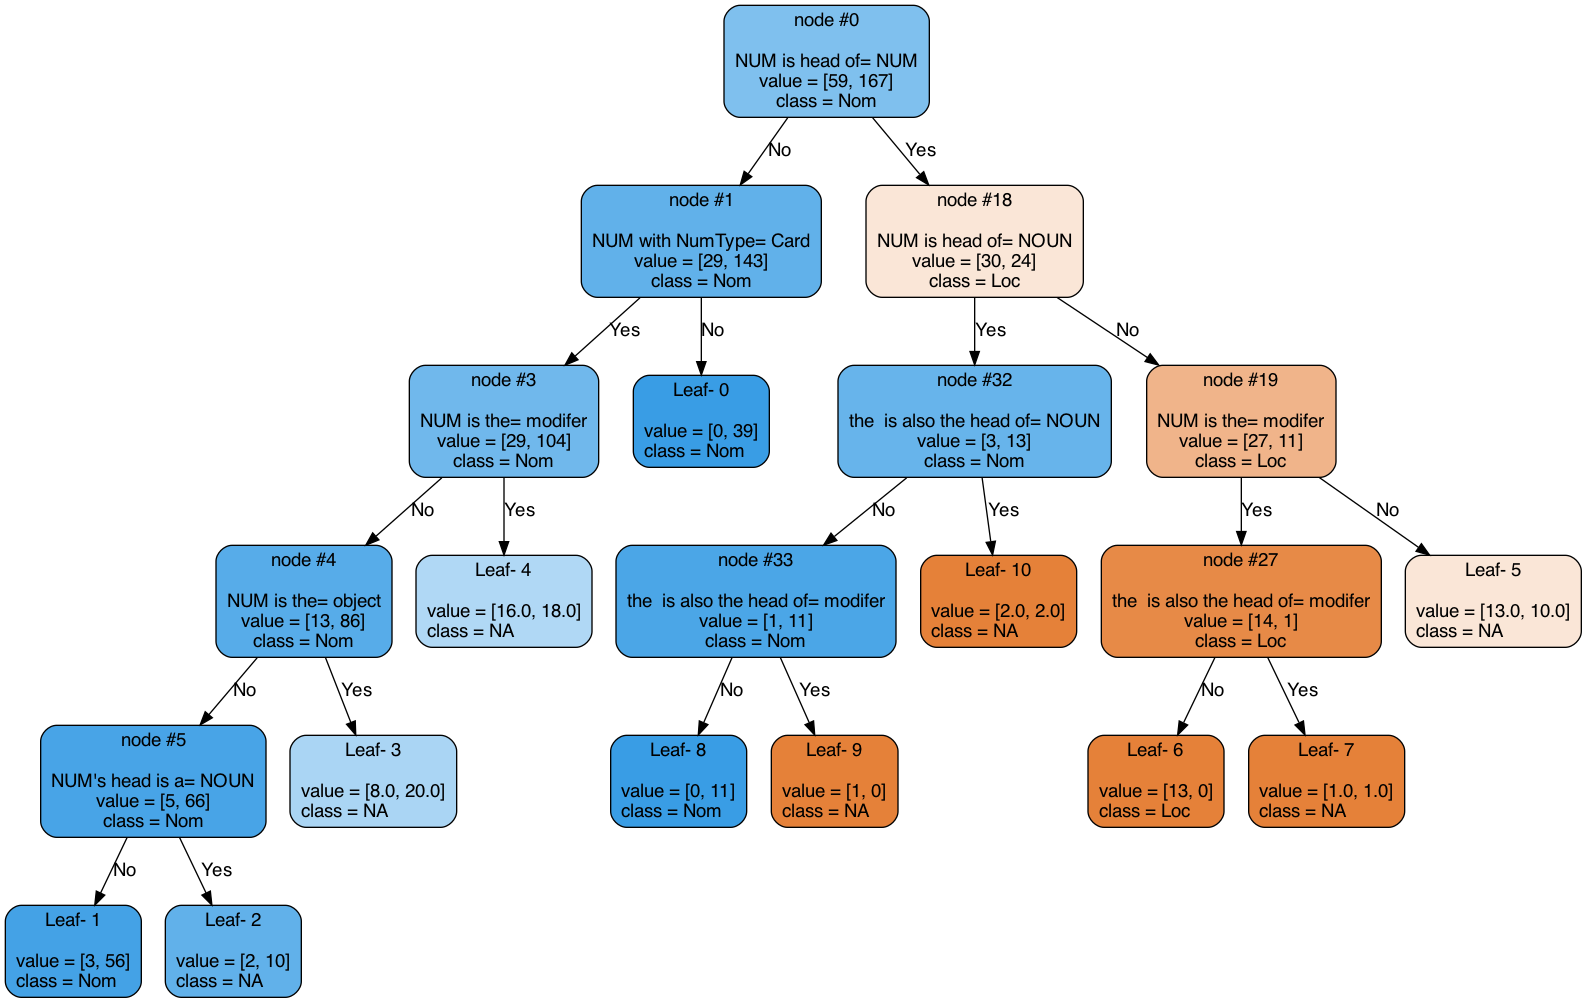 node #0
NUM is head of= NUM
value = [59, 167]
class = Nom
No
Yes
node #1
NUM with NumType= Card
value = [29, 143]
class = Nom
node #18
NUM is head of= NOUN
value = [30, 24]
class = Loc
Yes
No
Yes
No
node #3
NUM is the= modifer
value = [29, 104]
class = Nom
Leaf- 0
value = [0, 39]
class = Nom
node #32
the  is also the head of= NOUN
value = [3, 13]
class = Nom
node #19
NUM is the= modifer
value = [27, 11]
class = Loc
No
Yes
No
Yes
Yes
No
node #4
NUM is the= object
value = [13, 86]
class = Nom
Leaf- 4
value = [16.0, 18.0]
class = NA
node #33
the  is also the head of= modifer
value = [1, 11]
class = Nom
Leaf- 10
value = [2.0, 2.0]
class = NA
node #27
the  is also the head of= modifer
value = [14, 1]
class = Loc
Leaf- 5
value = [13.0, 10.0]
class = NA
No
Yes
No
Yes
No
Yes
node #5
NUM's head is a= NOUN
value = [5, 66]
class = Nom
Leaf- 3
value = [8.0, 20.0]
class = NA
Leaf- 8
value = [0, 11]
class = Nom
Leaf- 9
value = [1, 0]
class = NA
Leaf- 6
value = [13, 0]
class = Loc
Leaf- 7
value = [1.0, 1.0]
class = NA
No
Yes
Leaf- 1
value = [3, 56]
class = Nom
Leaf- 2
value = [2, 10]
class = NA